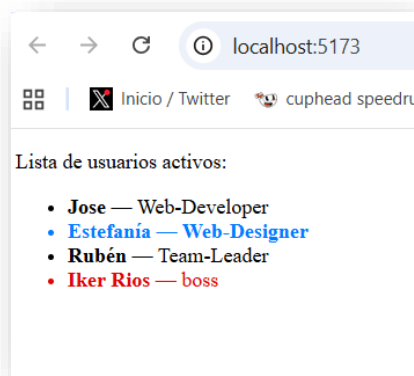 localhost:5173
Inicio / Twitter cuphead speedru
Lista de usuarios activos:
• Jose — Web-Developer
• Estefanía — Web-Designer
• Rubén — Team-Leader
• Iker Rios — boss